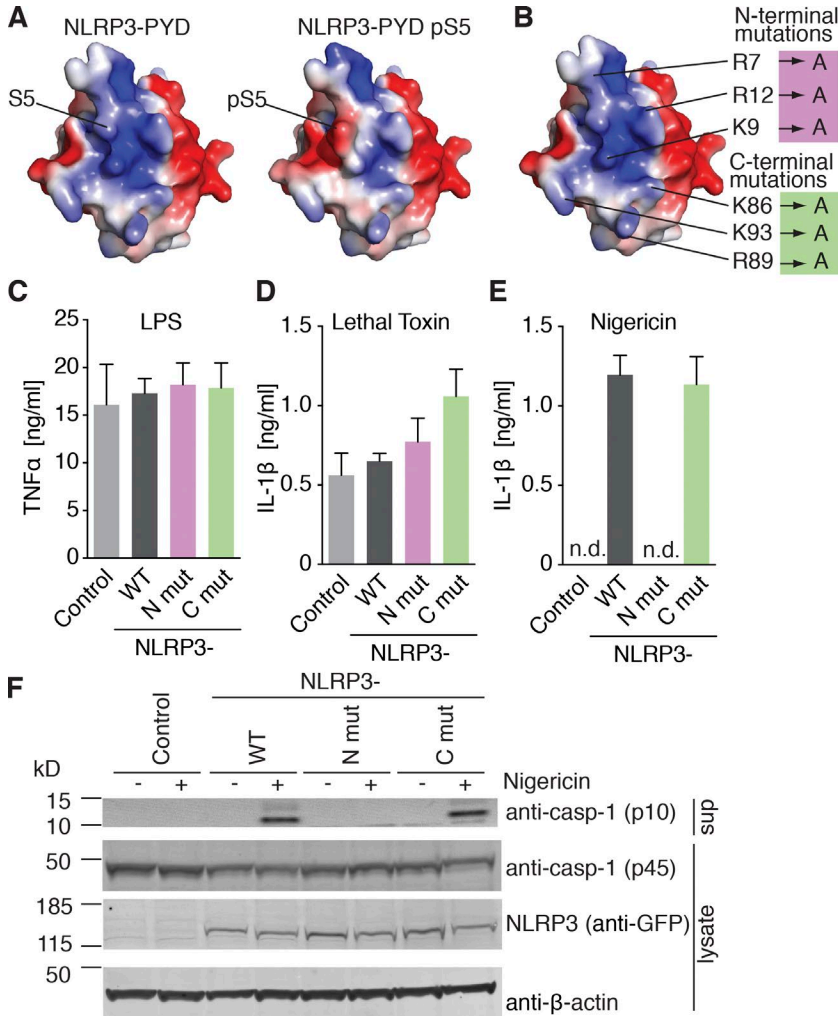 A
NLRP3-PYD
NLRP3-PYD pS5
S5
pS5
B
N-terminal
mutations
R7 → A
R12 → A
K9 → A
C-terminal
mutations
K86 → A
K93 → A
R89 → A
C
LPS
TNFα [ng/ml]
25
20
15
10
5
0
Control
WT
N mut
C mut
NLRP3-
D
Lethal Toxin
IL-1β [ng/ml]
1.5
1.0
0.5
0
Control
WT
N mut
C mut
NLRP3-
E
Nigericin
IL-1β [ng/ml]
1.5
1.0
0.5
0
n.d.
n.d.
Control
WT
N mut
C mut
NLRP3-
F
NLRP3-
Control
WT
N mut
C mut
kD
- + - + - + - + Nigericin
15
10
anti-casp-1 (p10)
sup
50
anti-casp-1 (p45)
185
115
NLRP3 (anti-GFP)
lysate
50
anti-β-actin